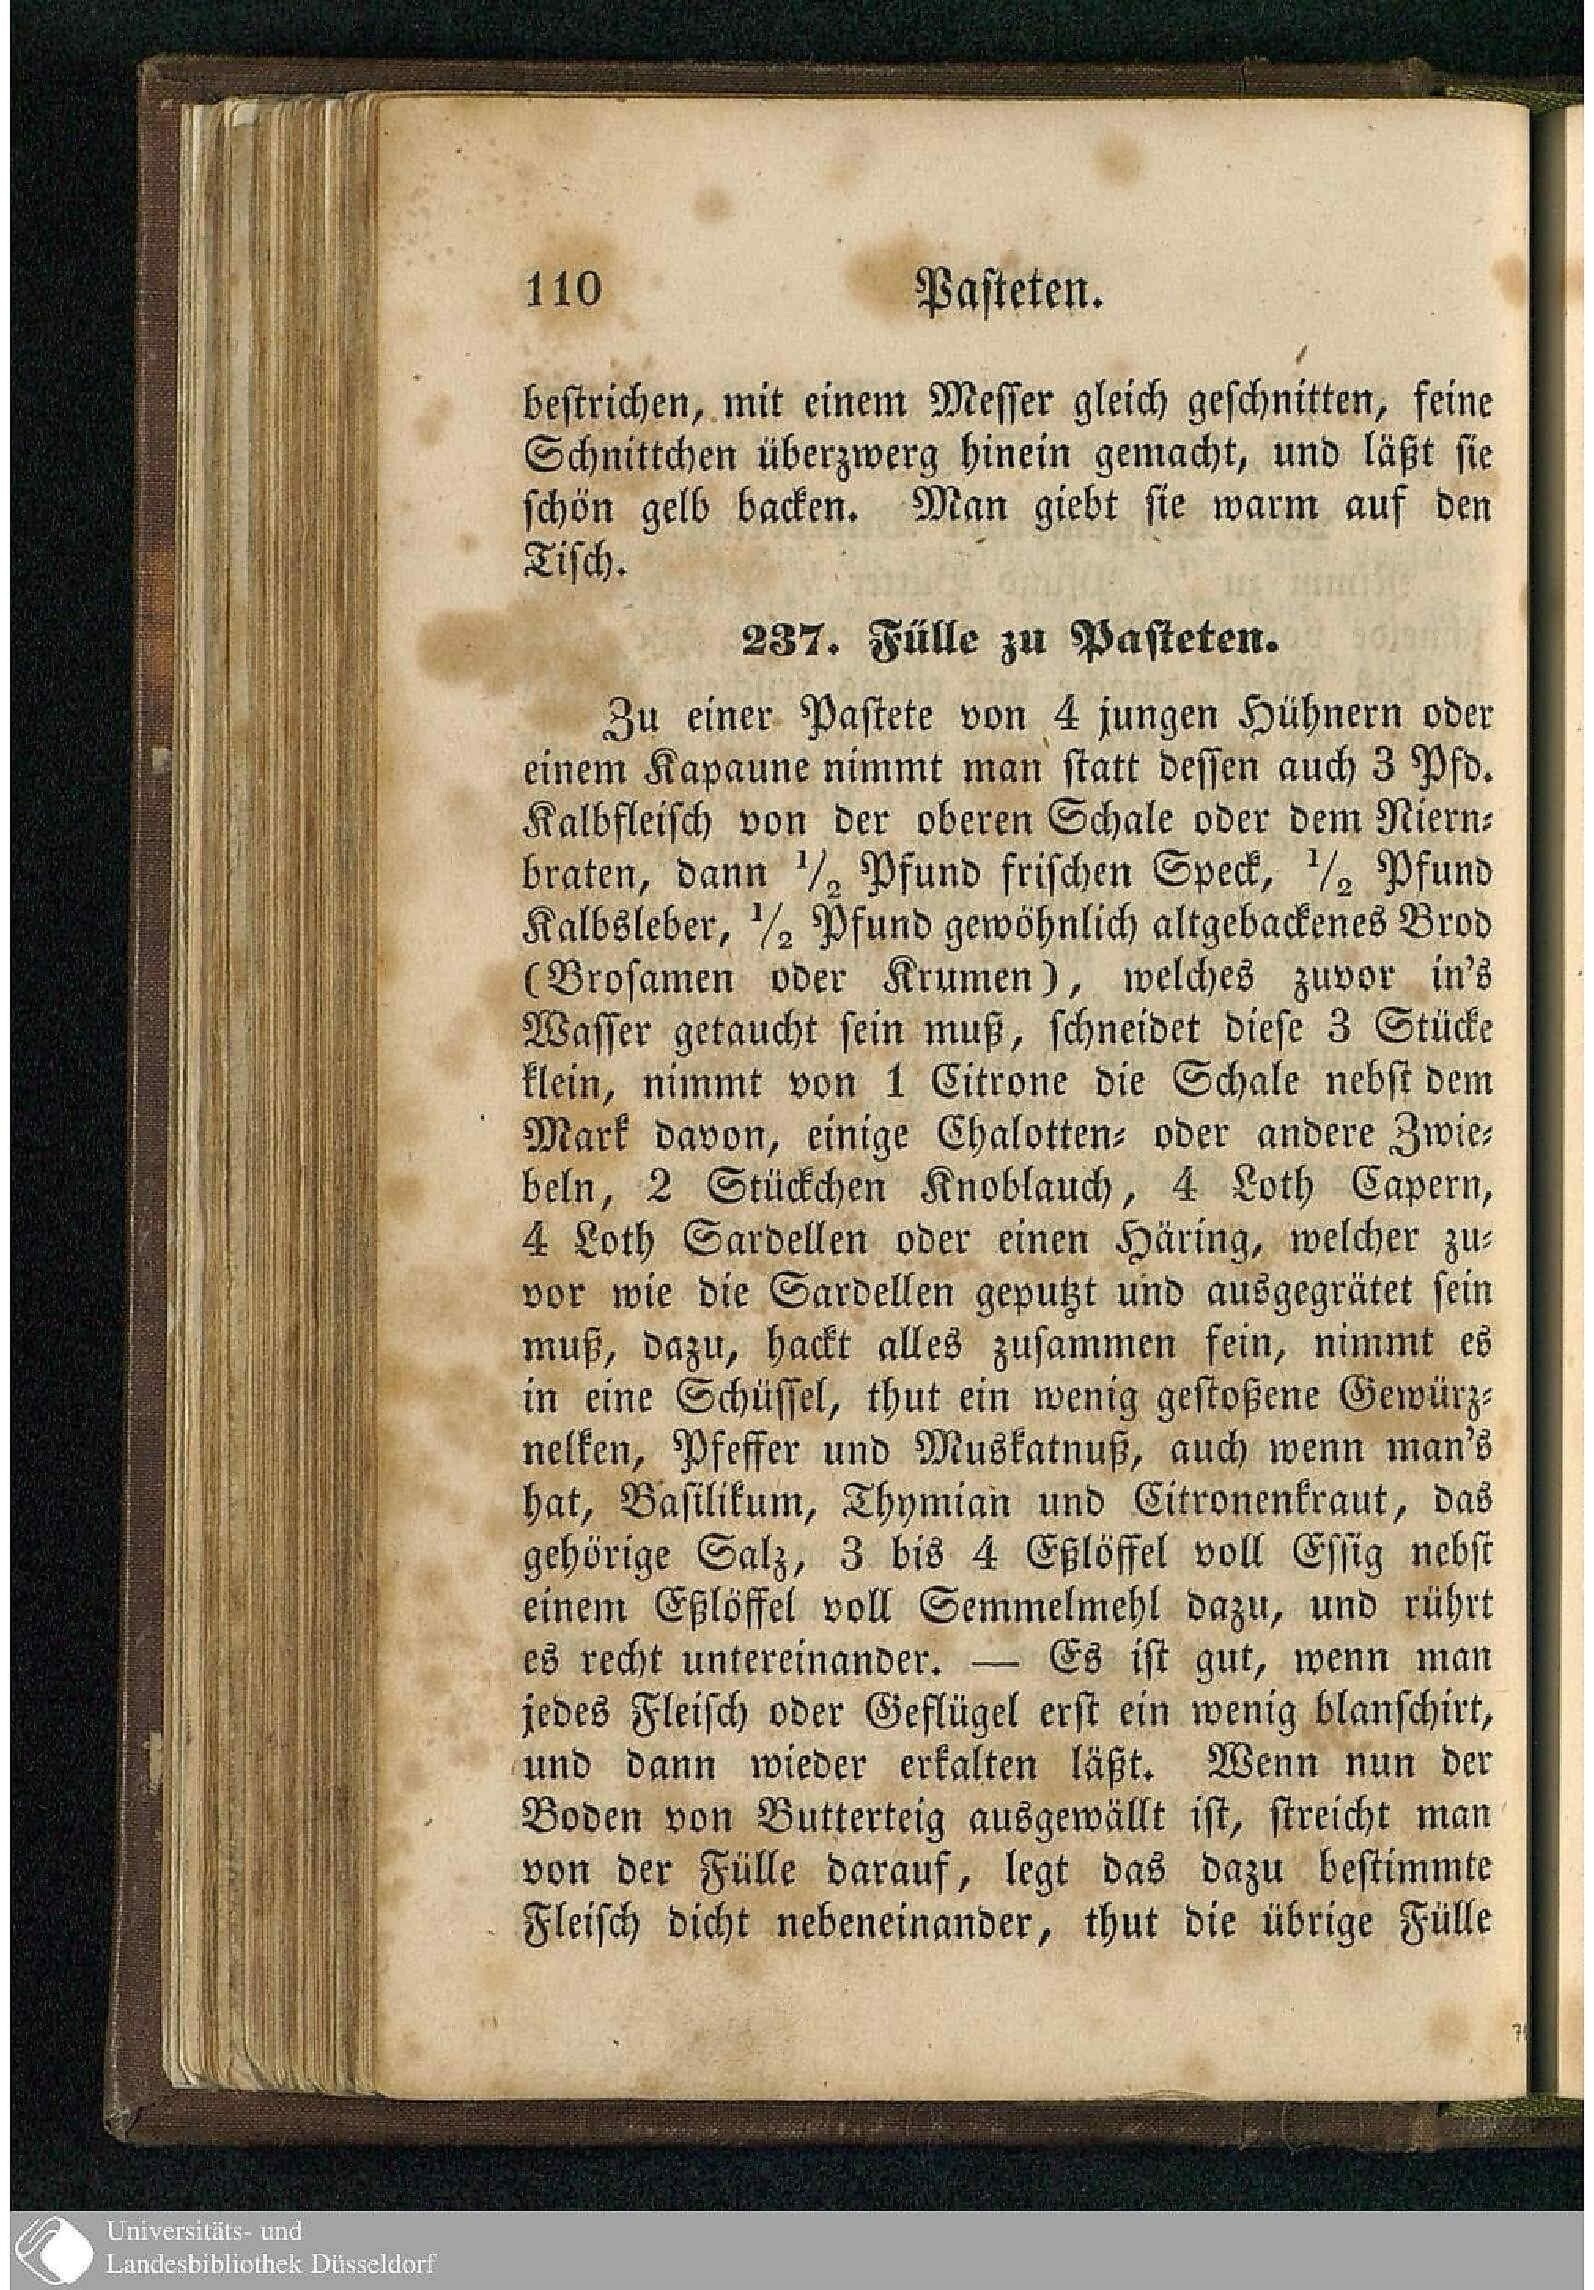 110
Pasteten.
bestrichen, mit einem Messer gleich geschnitten, feine
Schnittchen überzwerg hinein gemacht, und läßt sie
schön gelb backen. Man giebt sie warm auf den
Tisch.
237. Fülle zu Pasteten.
Zu einer Pastete von 4 jungen Hühnern oder
einem Kapaune nimmt man statt dessen auch 3 Pfd.
Kalbfleisch von der oberen Schale oder dem Niern-
braten, dann 1/2 Pfund frischen Speck, 1/2 Pfund
Kalbsleber, 1/2 Pfund gewöhnlich altgebackenes Brod
(Brosamen oder Krumen), welches zuvor in's
Wasser getaucht sein muß, schneidet diese 3 Stücke
klein, nimmt von 1 Citrone die Schale nebst dem
Mark davon, einige Chalotten- oder andere Zwie-
beln, 2 Stückchen Knoblauch, 4 Loth Capern,
4 Loth Sardellen oder einen Häring, welcher zu-
vor wie die Sardellen geputzt und ausgegrätet sein
muß, dazu, hackt alles zusammen fein, nimmt es
in eine Schüssel, thut ein wenig gestoßene Gewürz-
nelken, Pfeffer und Muskatnuß, auch wenn man's
hat, Basilikum, Thymian und Citronenkraut, das
gehörige Salz, 3 bis 4 Eßlöffel voll Essig nebst
einem Eßlöffel voll Semmelmehl dazu, und rührt
es recht untereinander. — Es ist gut, wenn man
jedes Fleisch oder Geflügel erst ein wenig blanschirt,
und dann wieder erkalten läßt. Wenn nun der
Boden von Butterteig ausgewällt ist, streicht man
von der Fülle darauf, legt das dazu bestimmte
Fleisch dicht nebeneinander, thut die übrige Fülle
Universitäts- und
Landesbibliothek Düsseldorf